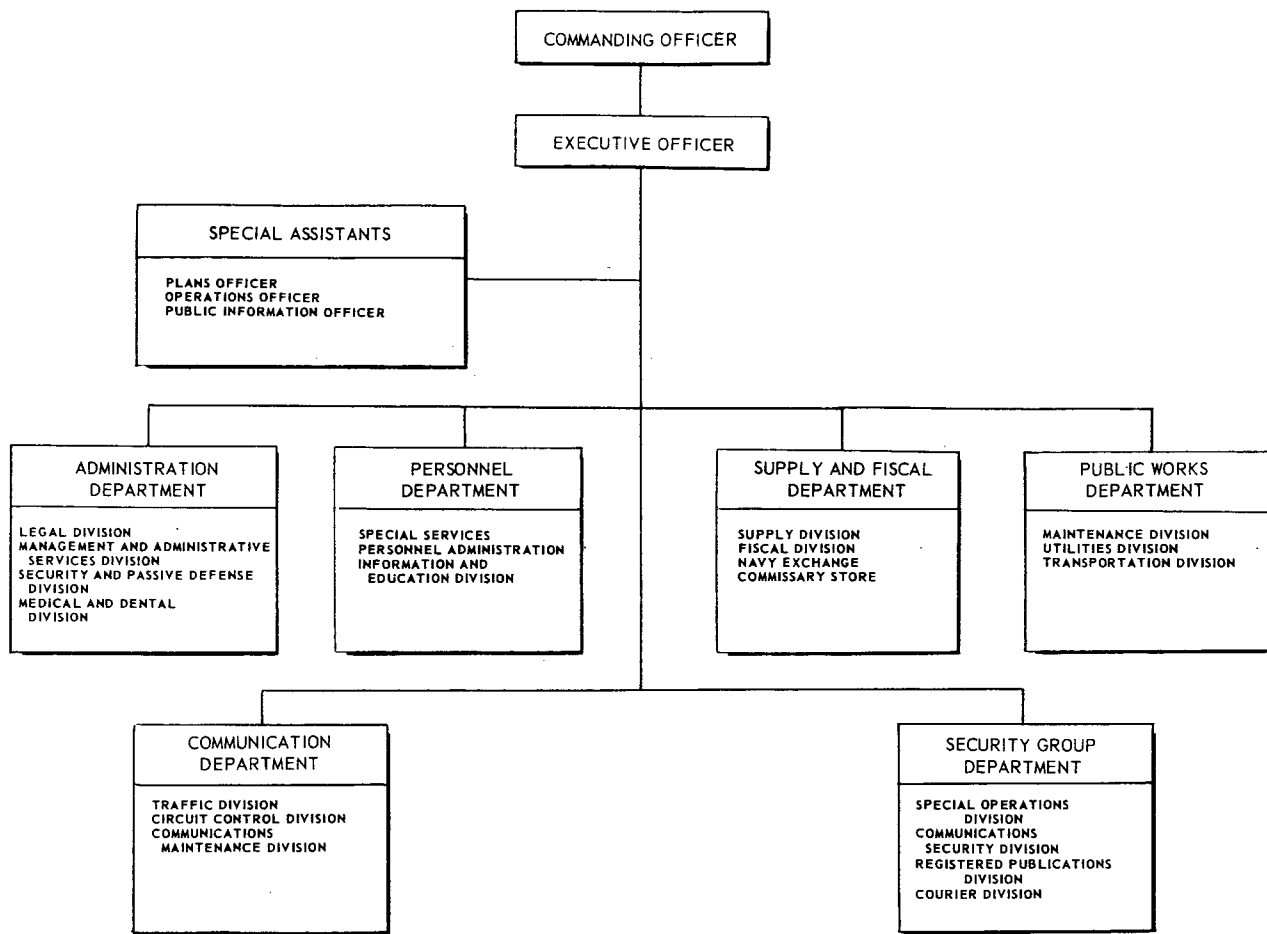 COMMANDING OFFICER
EXECUTIVE OFFICER
SPECIAL ASSISTANTS
PLANS OFFICER
OPERATIONS OFFICER
PUBLIC INFORMATION OFFICER
ADMINISTRATION
DEPARTMENT
LEGAL DIVISION
MANAGEMENT AND ADMINISTRATIVE
SERVICES DIVISION
SECURITY AND PASSIVE DEFENSE
DIVISION
MEDICAL AND DENTAL
DIVISION
PERSONNEL
DEPARTMENT
SPECIAL SERVICES
PERSONNEL ADMINISTRATION
INFORMATION AND
EDUCATION DIVISION
SUPPLY AND FISCAL
DEPARTMENT
SUPPLY DIVISION
FISCAL DIVISION
NAVY EXCHANGE
COMMISSARY STORE
PUBLIC WORKS
DEPARTMENT
MAINTENANCE DIVISION
UTILITIES DIVISION
TRANSPORTATION DIVISION
COMMUNICATION
DEPARTMENT
TRAFFIC DIVISION
CIRCUIT CONTROL DIVISION
COMMUNICATIONS
MAINTENANCE DIVISION
SECURITY GROUP
DEPARTMENT
SPECIAL OPERATIONS
DIVISION
COMMUNICATIONS
SECURITY DIVISION
REGISTERED PUBLICATIONS
DIVISION
COURIER DIVISION